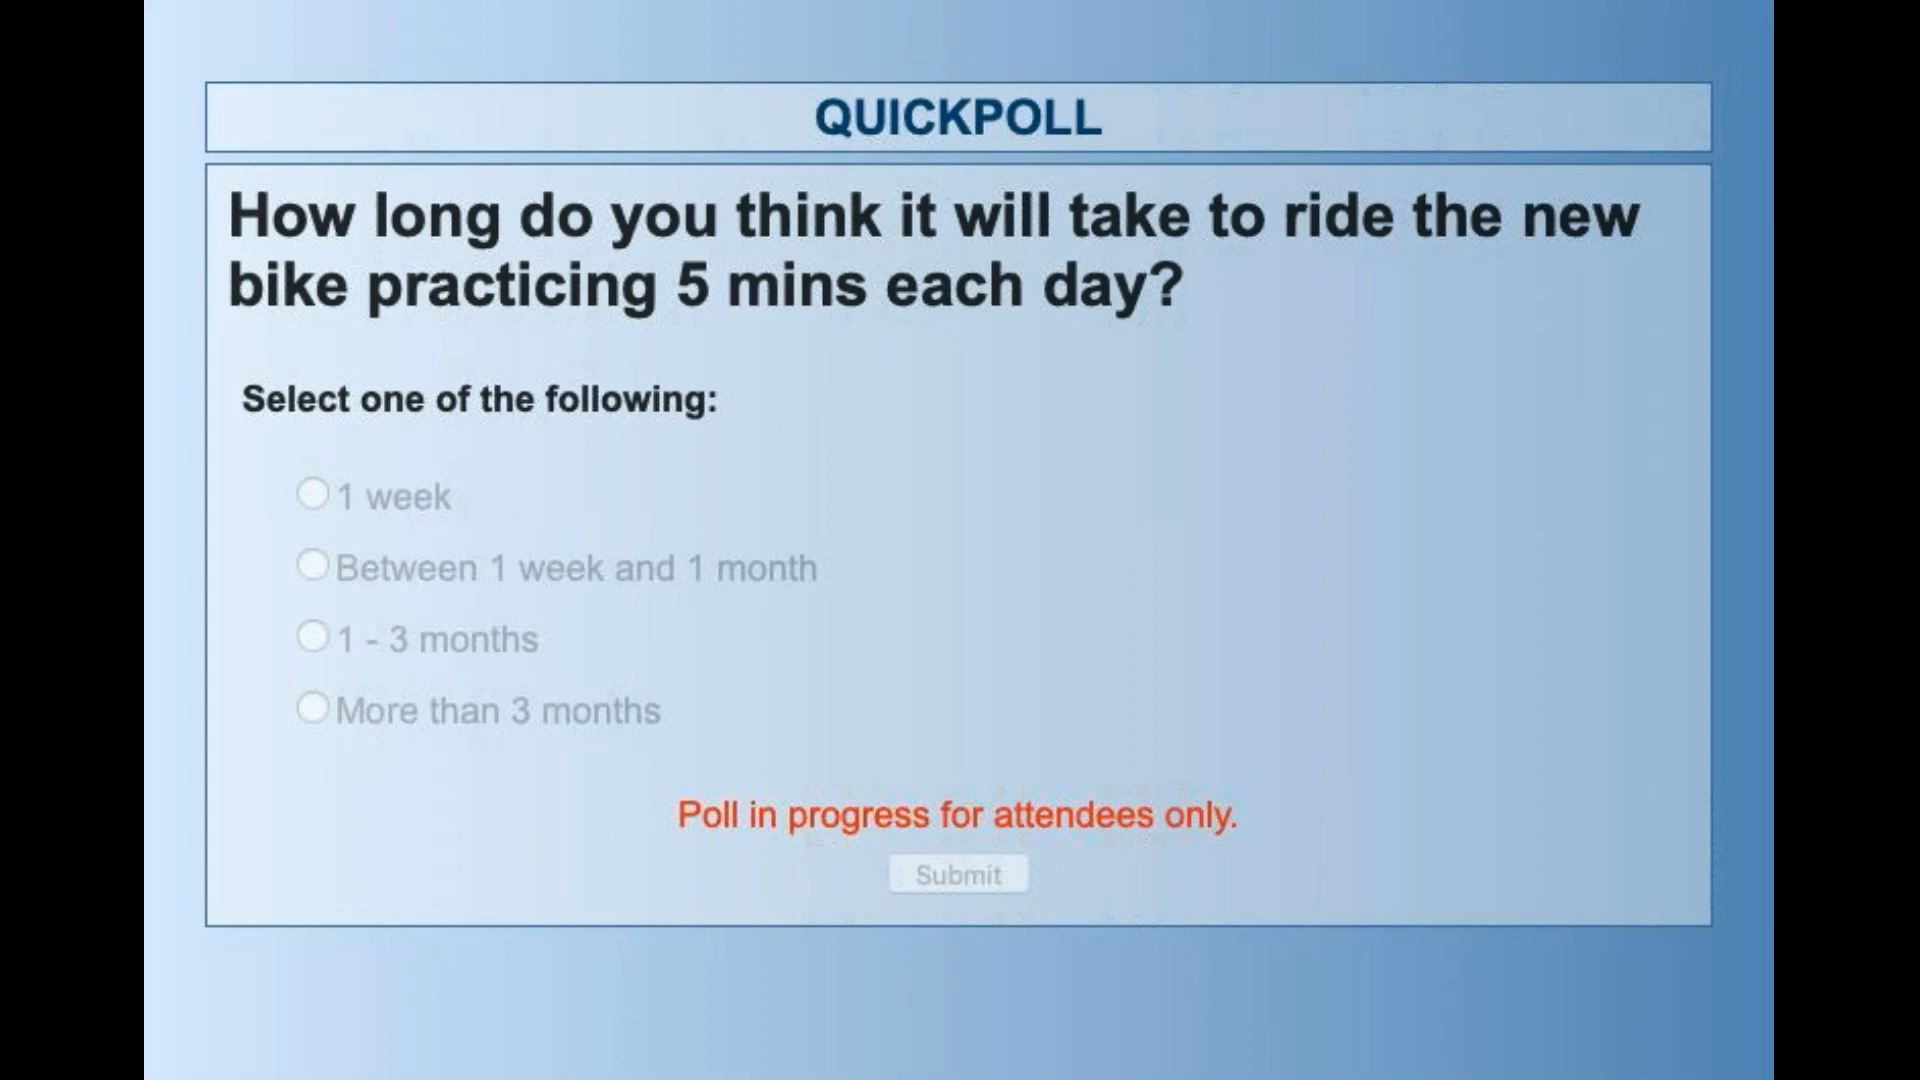 QUICKPOLL
How long do you think it will take to ride the new
bike practicing 5 mins each day?
Select one of the following:
1 week
Between 1 week and 1 month
1 - 3 months
More than 3 months
Poll in progress for attendees only.
Submit